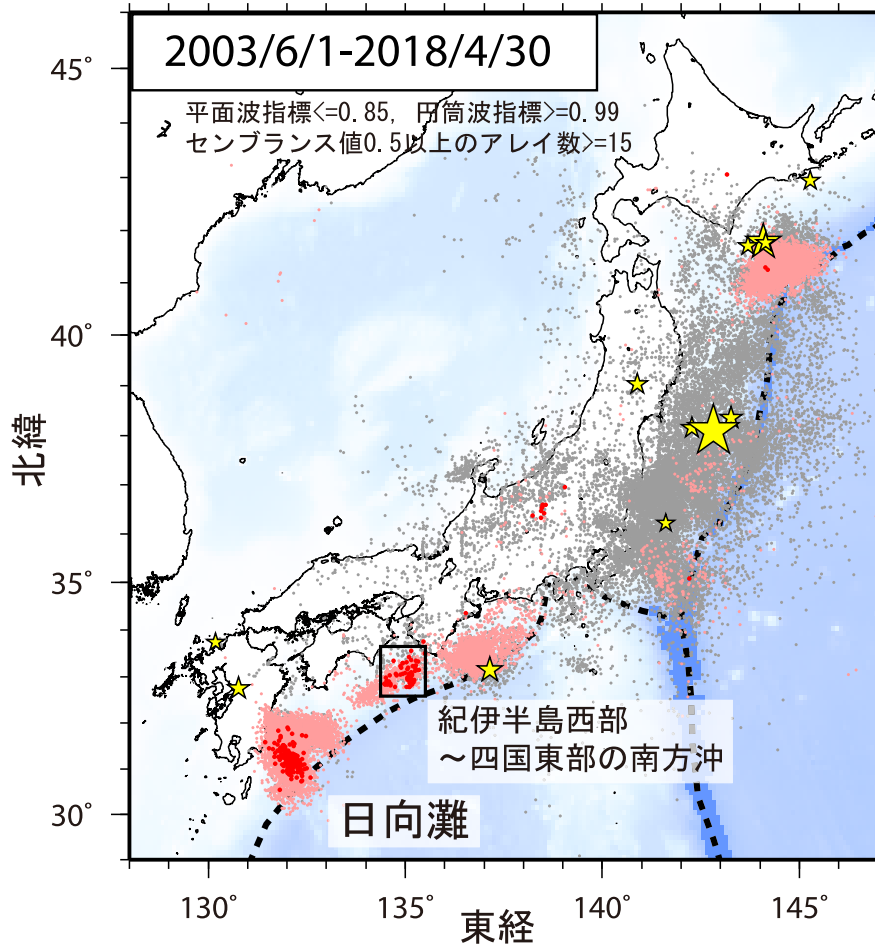 2003/6/1-2018/4/30
平面波指標<=0.85, 円筒波指標>=0.99
センブランス値0.5以上のアレイ数>=15
45°
40°
35°
30°
北緯
紀伊半島西部
～四国東部の南方沖
日向灘
130°
135°
140°
145°
東経